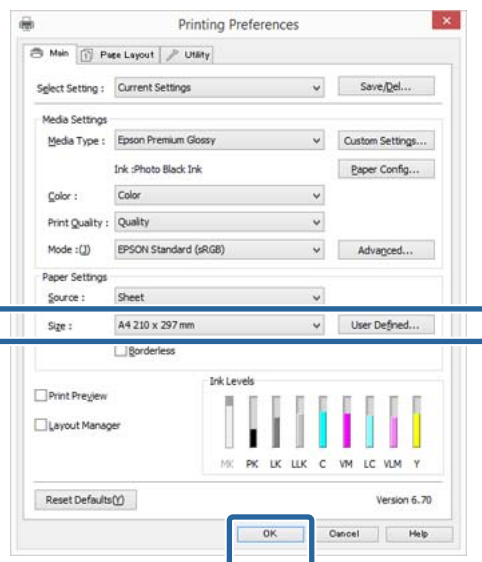 Printing Preferences
Main Page Layout Utility
Select Setting : Current Settings Save/Del...
Media Settings
Media Type : Epson Premium Glossy Custom Settings...
Ink :Photo Black Ink Paper Config...
Color : Color
Print Quality : Quality
Mode :(J) EPSON Standard (sRGB) Advanced...
Paper Settings
Source : Sheet
Size : A4 210 x 297 mm User Defined...
Borderless
Print Preview
Layout Manager
Ink Levels
MK PK LK LLK C VM LC VLM Y
Reset Defaults(Y) Version 6.70
OK Cancel Help